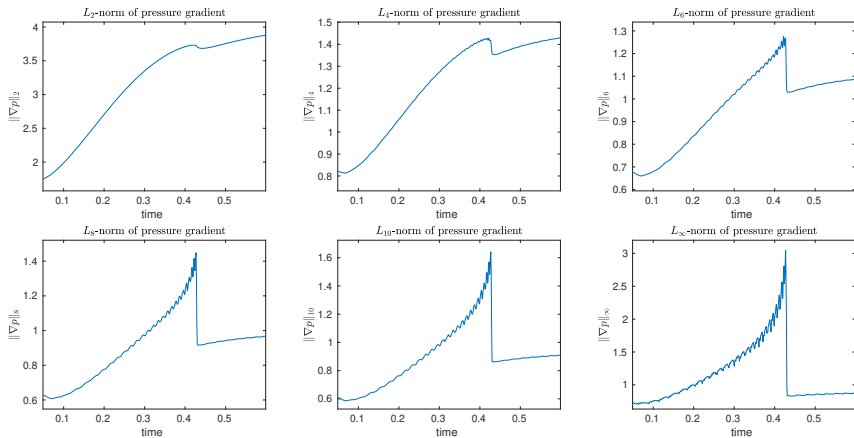 L₂-norm of pressure gradient
‖∇p‖₂
4
3.5
3
2.5
2
0.1 0.2 0.3 0.4 0.5
time
L₄-norm of pressure gradient
‖∇p‖₄
1.5
1.4
1.3
1.2
1.1
1
0.9
0.8
0.1 0.2 0.3 0.4 0.5
time
L₆-norm of pressure gradient
‖∇p‖₆
1.3
1.2
1.1
1
0.9
0.8
0.7
0.6
0.1 0.2 0.3 0.4 0.5
time
L₈-norm of pressure gradient
‖∇p‖₈
1.4
1.2
1
0.8
0.6
0.1 0.2 0.3 0.4 0.5
time
L₁₀-norm of pressure gradient
‖∇p‖₁₀
1.6
1.4
1.2
1
0.8
0.6
0.1 0.2 0.3 0.4 0.5
time
L∞-norm of pressure gradient
‖∇p‖∞
3
2.5
2
1.5
1
0.1 0.2 0.3 0.4 0.5
time